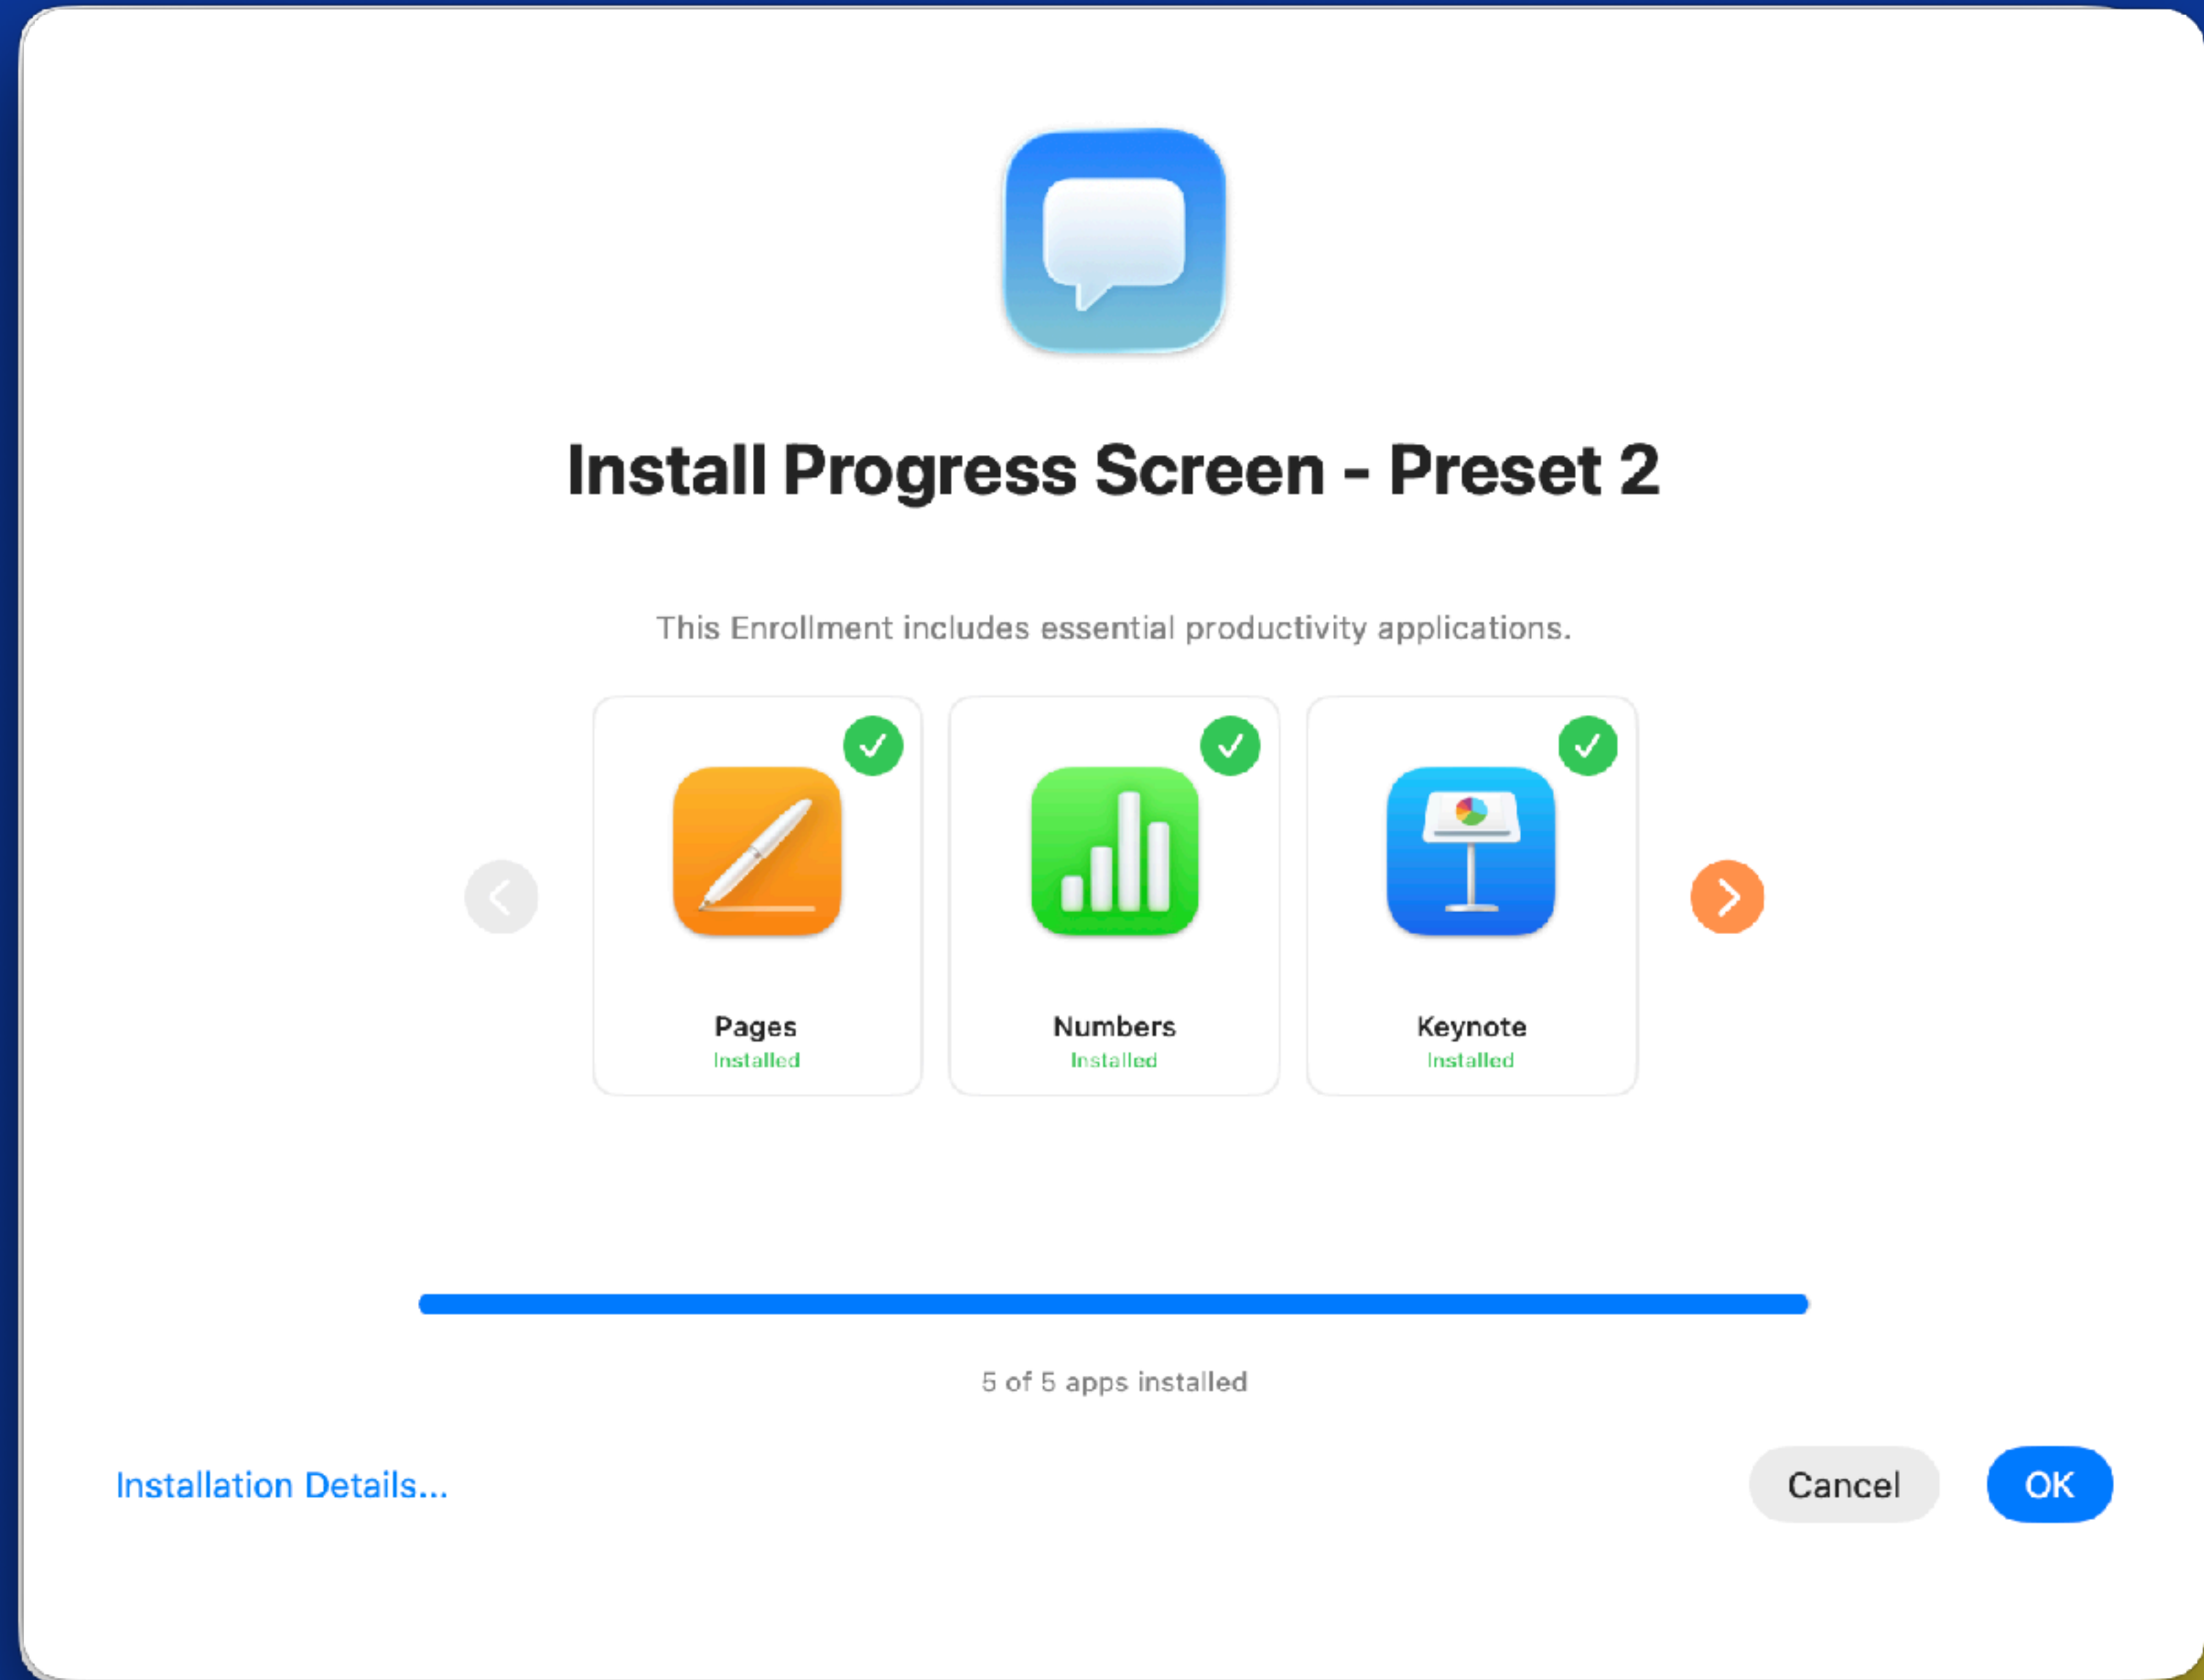 Install Progress Screen - Preset 2
This Enrollment includes essential productivity applications.
Pages
Installed
Numbers
Installed
Keynote
Installed
5 of 5 apps installed
Installation Details...
Cancel
OK